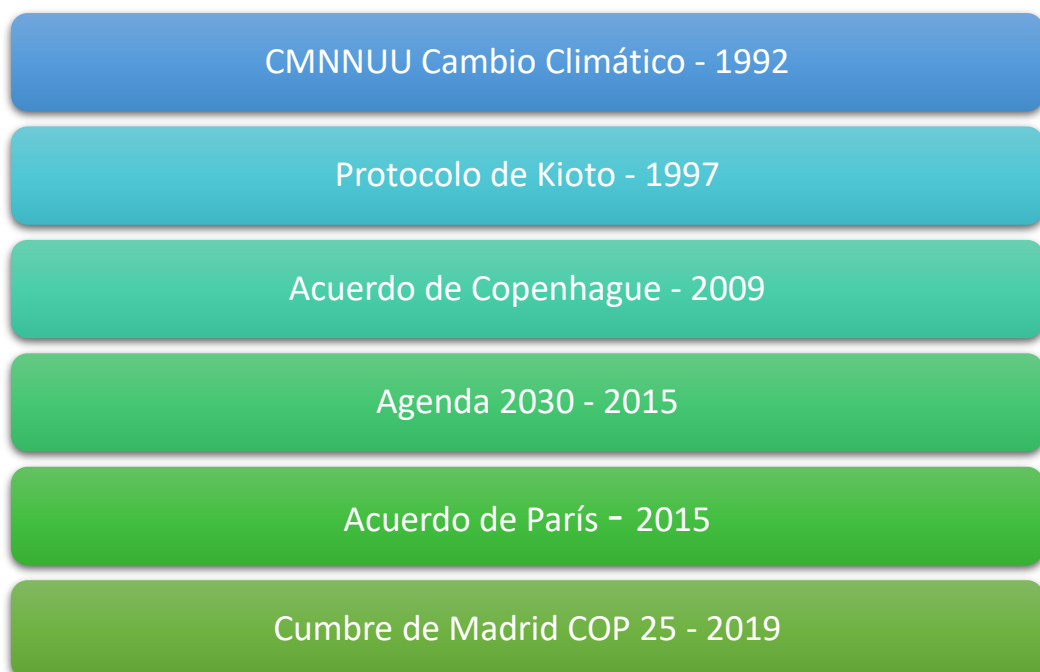 CMNNUU Cambio Climático - 1992
Protocolo de Kioto - 1997
Acuerdo de Copenhague - 2009
Agenda 2030 - 2015
Acuerdo de París - 2015
Cumbre de Madrid COP 25 - 2019